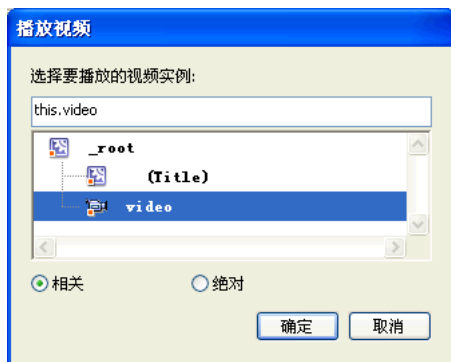 播放视频
选择要播放的视频实例:
this.video
_root
(Title)
video
相关 绝对
确定 取消